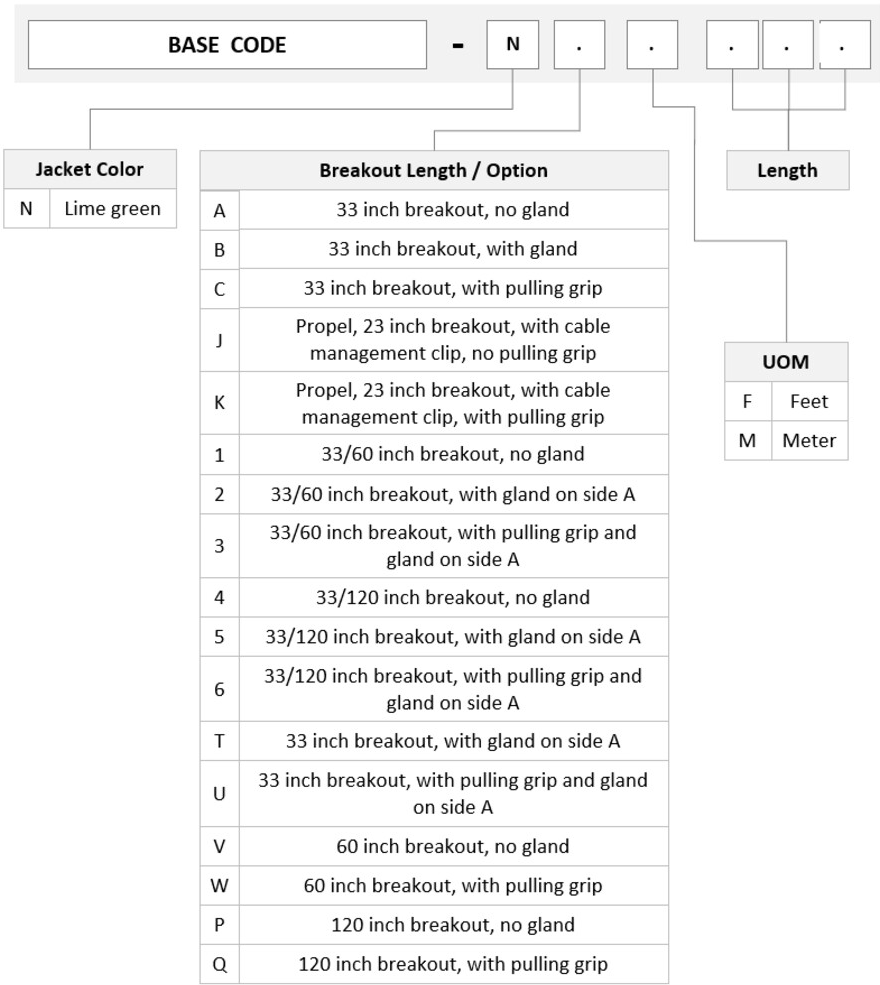 BASE CODE - N . . . . .
Jacket Color
N Lime green
Breakout Length / Option
A 33 inch breakout, no gland
B 33 inch breakout, with gland
C 33 inch breakout, with pulling grip
J Propel, 23 inch breakout, with cable
management clip, no pulling grip
K Propel, 23 inch breakout, with cable
management clip, with pulling grip
1 33/60 inch breakout, no gland
2 33/60 inch breakout, with gland on side A
3 33/60 inch breakout, with pulling grip and
gland on side A
4 33/120 inch breakout, no gland
5 33/120 inch breakout, with gland on side A
6 33/120 inch breakout, with pulling grip and
gland on side A
T 33 inch breakout, with gland on side A
U 33 inch breakout, with pulling grip and gland
on side A
V 60 inch breakout, no gland
W 60 inch breakout, with pulling grip
P 120 inch breakout, no gland
Q 120 inch breakout, with pulling grip
Length
UOM
F Feet
M Meter